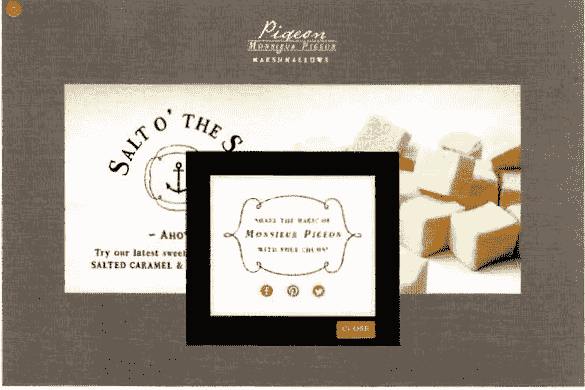 Pigeon
MONSIEUR PIGEON
MARSHMALLOWS
SALT O' THE S
~ AHO
Try our latest sweet
SALTED CARAMEL &
SHARE THE MAGIC OF
MONSIEUR PIGEON
WITH YOUR CHUMS!
CLOSE